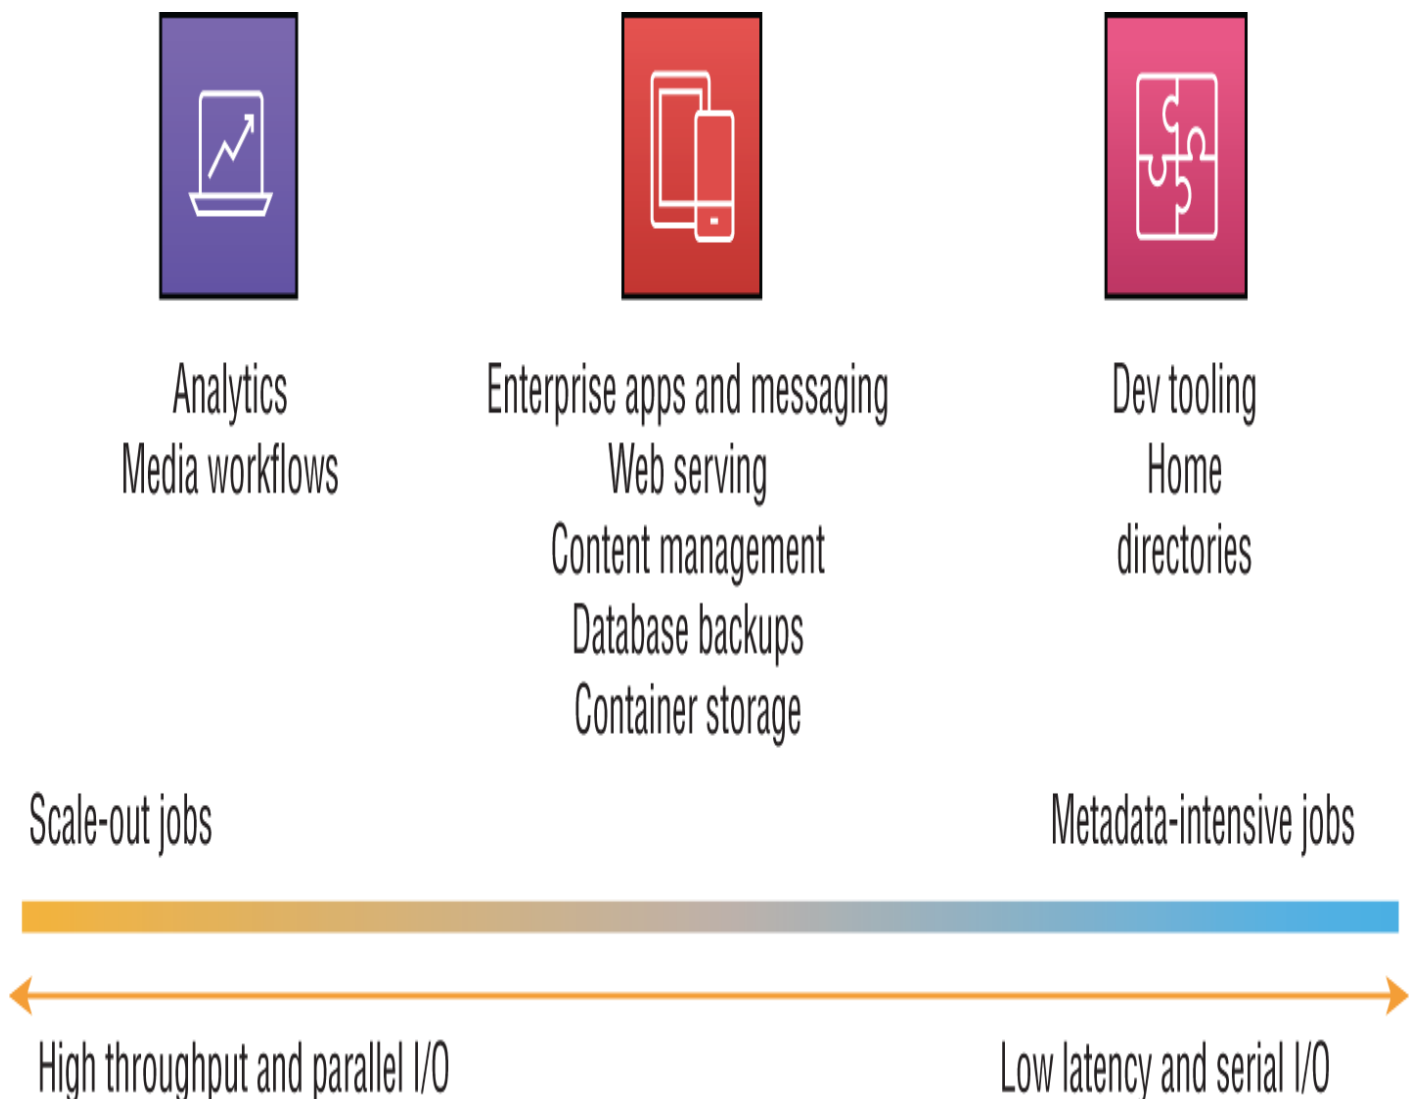 Analytics
Media workflows
Enterprise apps and messaging
Web serving
Content management
Database backups
Container storage
Dev tooling
Home
directories
Scale-out jobs
Metadata-intensive jobs
High throughput and parallel I/O
Low latency and serial I/O